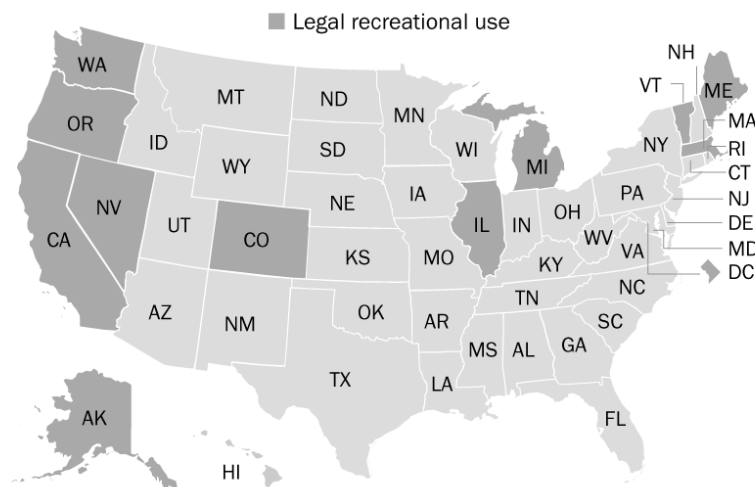 Legal recreational use
NH
WA
VT
ME
MT
ND
MN
MA
OR
NY
ID
SD
WI
MI
RI
WY
CT
IA
PA
NJ
NE
NV
OH
DE
IL
IN
UT
CO
WV
MD
CA
VA
KS
MO
KY
DC
NC
TN
AZ
OK
NM
AR
SC
MS
AL
GA
TX
LA
AK
FL
HI